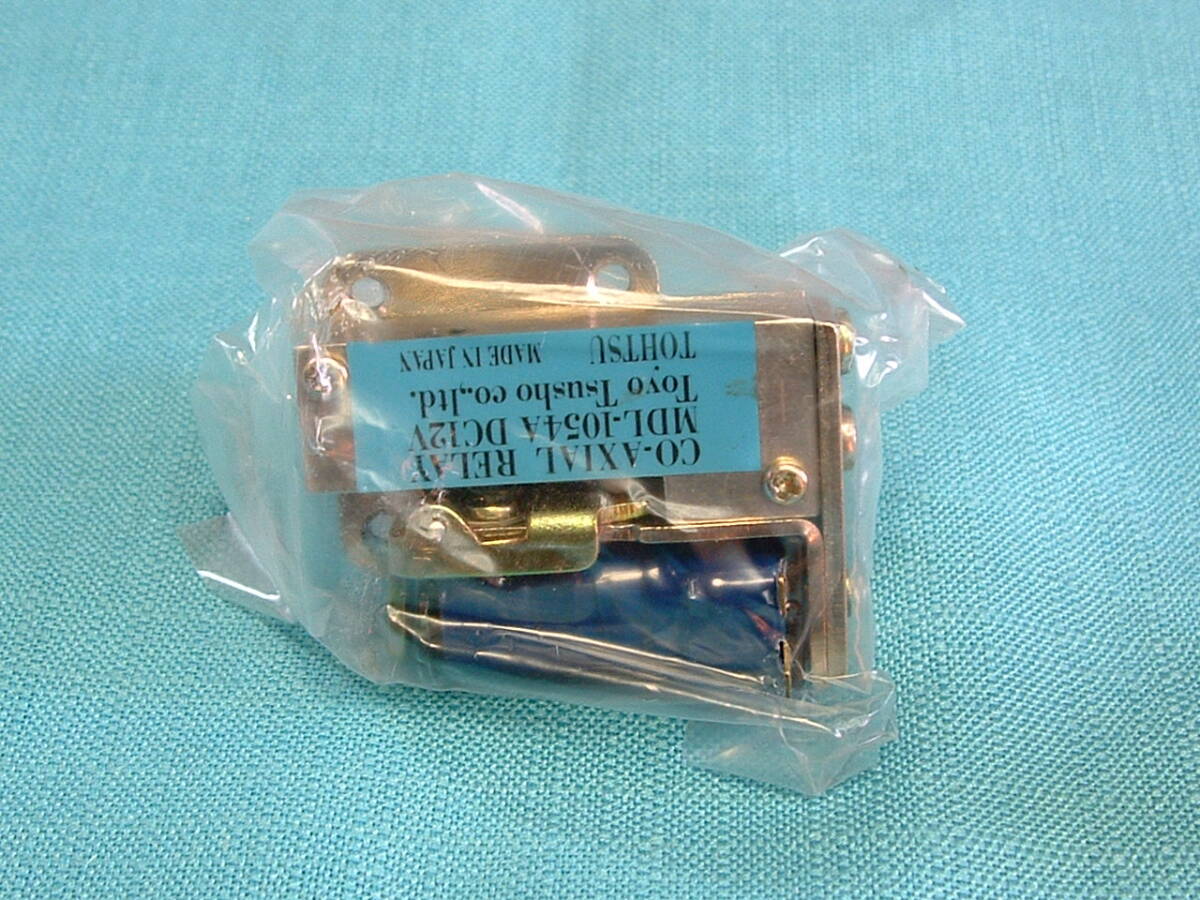 CO-AXIAL RELAY
MDL-1054A DC12V
Toyo Tsusho co.,ltd.
TOHTSU MADE IN JAPAN